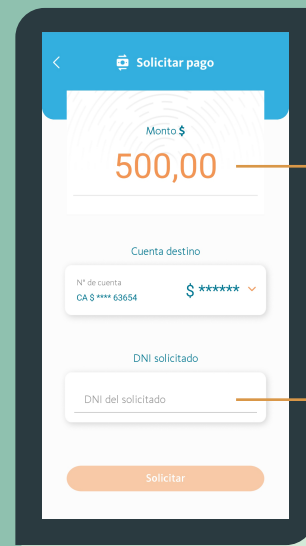 Solicitar pago
Monto $
500,00
Cuenta destino
N° de cuenta
CA $ **** 63654
$ ******
DNI solicitado
DNI del solicitado
Solicitar